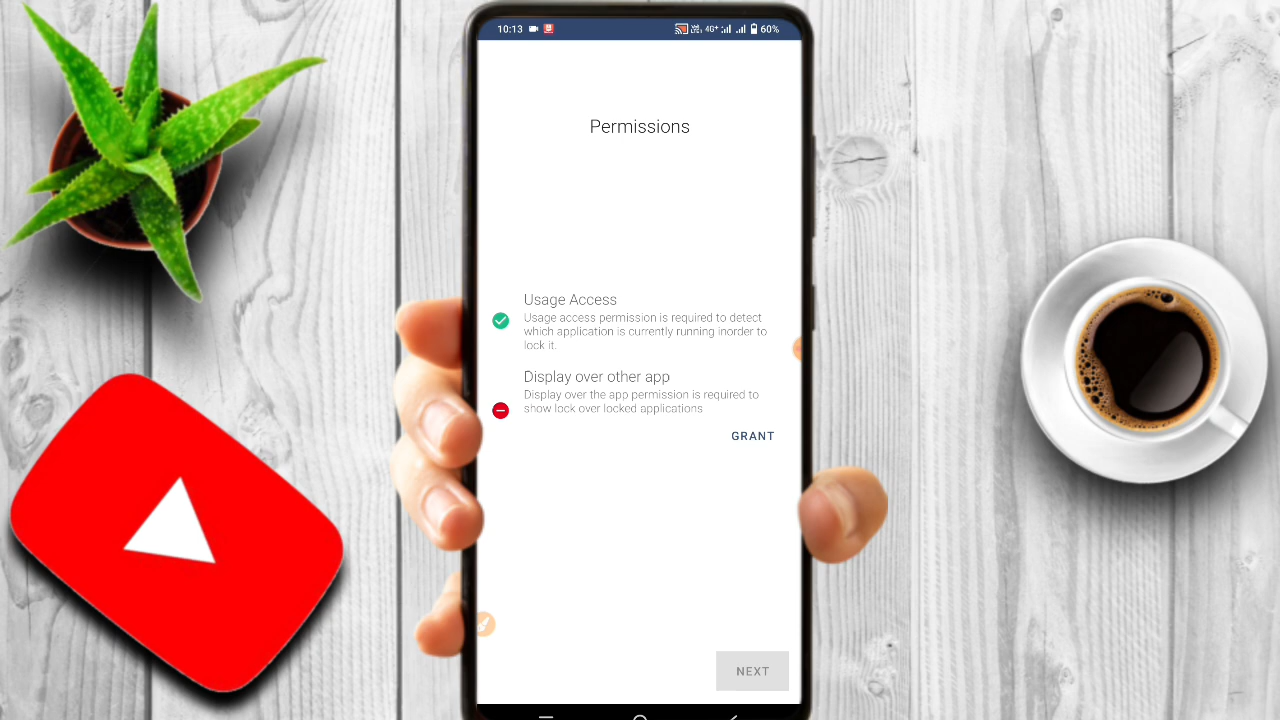 10:13 4G+ 60%
Permissions
Usage Access
Usage access permission is required to detect
which application is currently running inorder to
lock it.
Display over other app
Display over the app permission is required to
show lock over locked applications
GRANT
NEXT